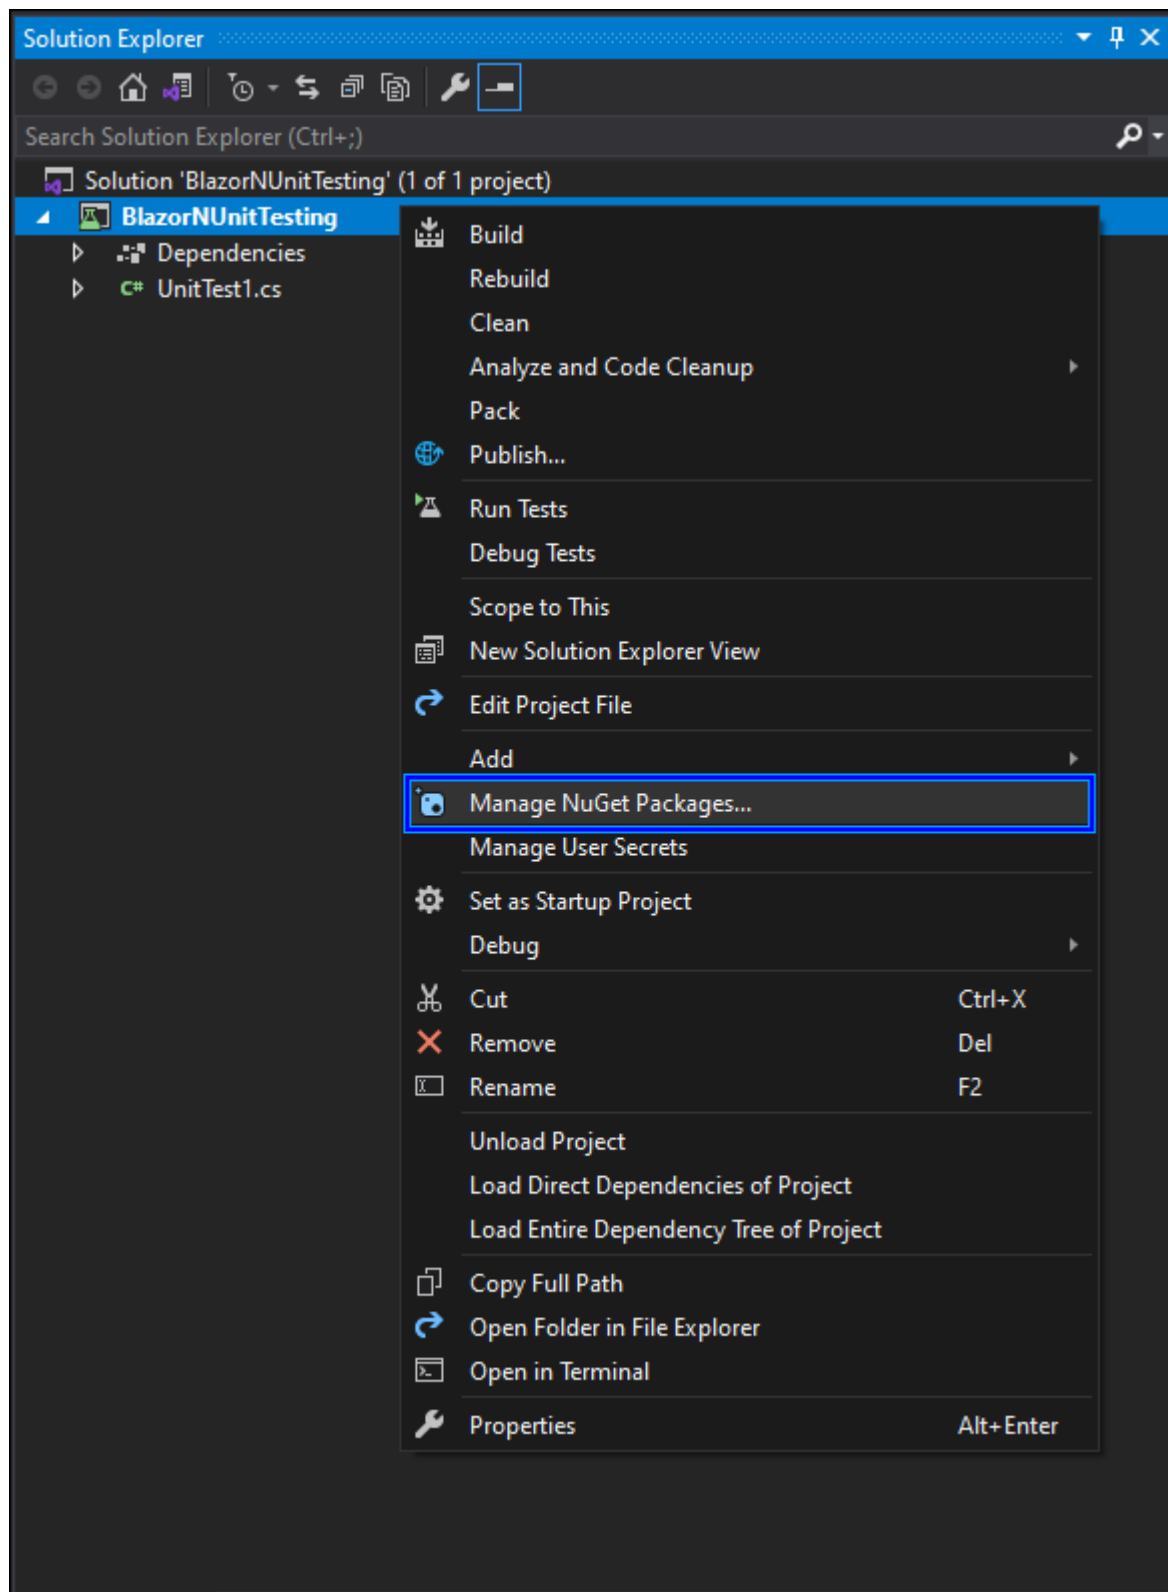 Solution Explorer
Search Solution Explorer (Ctrl+;)
Solution 'BlazorNUnitTesting' (1 of 1 project)
BlazorNUnitTesting
Dependencies
C# UnitTest1.cs
Build
Rebuild
Clean
Analyze and Code Cleanup
Pack
Publish...
Run Tests
Debug Tests
Scope to This
New Solution Explorer View
Edit Project File
Add
Manage NuGet Packages...
Manage User Secrets
Set as Startup Project
Debug
Cut Ctrl+X
Remove Del
Rename F2
Unload Project
Load Direct Dependencies of Project
Load Entire Dependency Tree of Project
Copy Full Path
Open Folder in File Explorer
Open in Terminal
Properties Alt+Enter